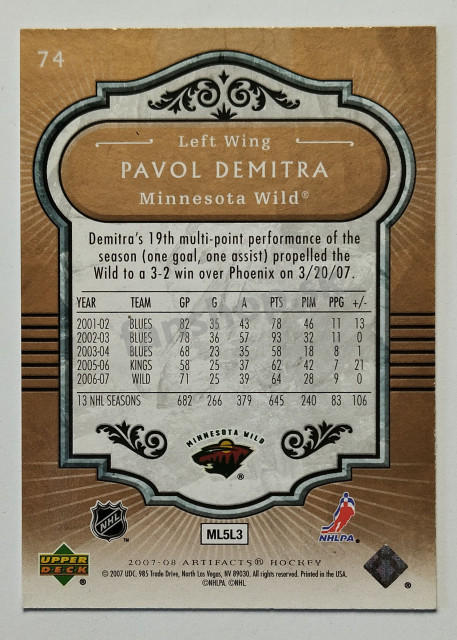 74
Left Wing
PAVOL DEMITRA
Minnesota Wild®
Demitra's 19th multi-point performance of the
season (one goal, one assist) propelled the
Wild to a 3-2 win over Phoenix on 3/20/07.
YEAR TEAM GP G A PTS PIM PPG +/-
2001-02 BLUES 82 35 43 78 46 11 13
2002-03 BLUES 78 36 57 93 32 11 0
2003-04 BLUES 68 23 35 58 18 8 1
2005-06 KINGS 58 25 37 62 42 7 21
2006-07 WILD 71 25 39 64 28 9 0
13 NHL SEASONS 682 266 379 645 240 83 106
MINNESOTA WILD ®
NHL ™
ML5L3
NHLPA.
UPPER DECK ®
2007-08 ARTIFACTS® HOCKEY
© 2007 UDC. 985 Trade Drive, North Las Vegas, NV 89030. All rights reserved. Printed in the USA.
©NHLPA. ©NHL.
®